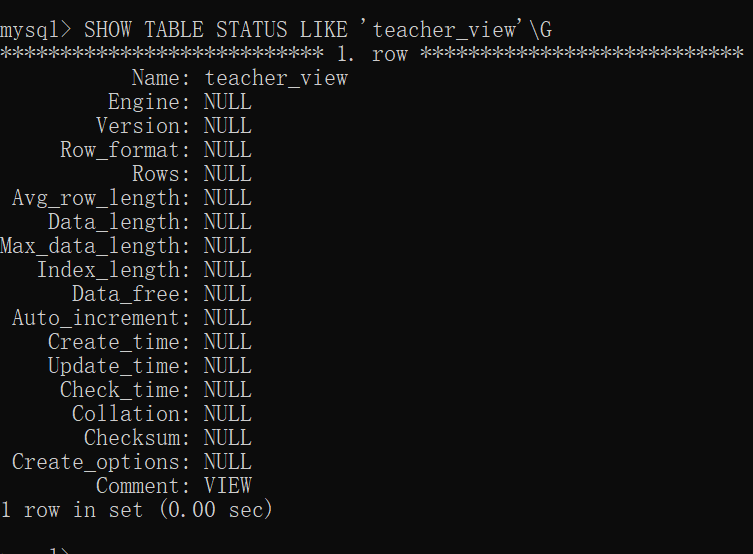 mysql> SHOW TABLE STATUS LIKE 'teacher_view'\G
*************************** 1. row ***************************
Name: teacher_view
Engine: NULL
Version: NULL
Row_format: NULL
Rows: NULL
Avg_row_length: NULL
Data_length: NULL
Max_data_length: NULL
Index_length: NULL
Data_free: NULL
Auto_increment: NULL
Create_time: NULL
Update_time: NULL
Check_time: NULL
Collation: NULL
Checksum: NULL
Create_options: NULL
Comment: VIEW
1 row in set (0.00 sec)